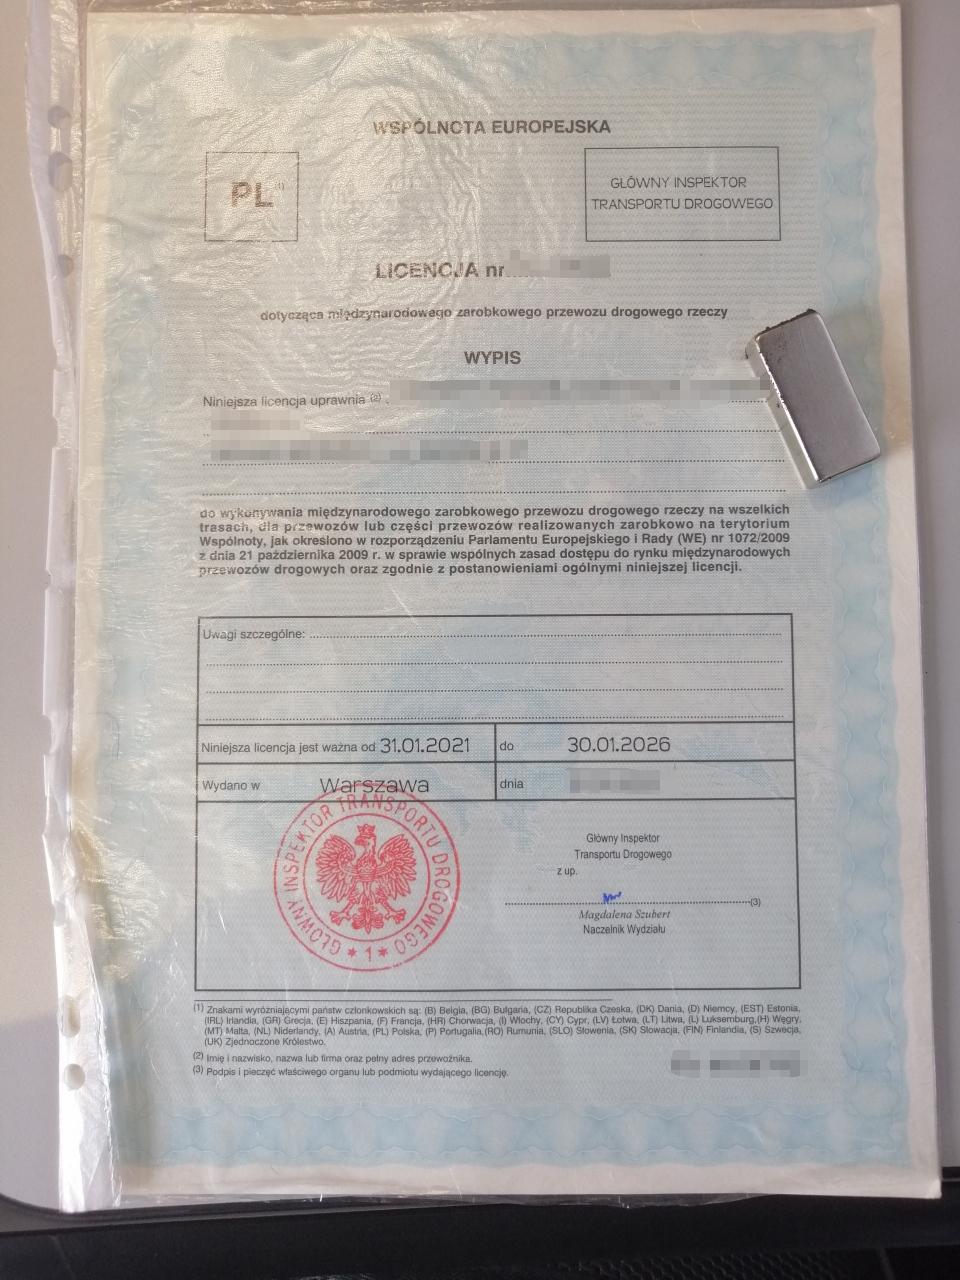 WSPÓLNOTA EUROPEJSKA
PL (1)
GŁÓWNY INSPEKTOR
TRANSPORTU DROGOWEGO
LICENCJA nr
dotycząca międzynarodowego zarobkowego przewozu drogowego rzeczy
WYPIS
Niniejsza licencja uprawnia (2)
do wykonywania międzynarodowego zarobkowego przewozu drogowego rzeczy na wszelkich
trasach, dla przewozów lub części przewozów realizowanych zarobkowo na terytorium
Wspólnoty, jak określono w rozporządzeniu Parlamentu Europejskiego i Rady (WE) nr 1072/2009
z dnia 21 października 2009 r. w sprawie wspólnych zasad dostępu do rynku międzynarodowych
przewozów drogowych oraz zgodnie z postanowieniami ogólnymi niniejszej licencji.
Uwagi szczególne:
Niniejsza licencja jest ważna od 31.01.2021 do 30.01.2026
Wydano w Warszawa dnia
GŁÓWNY INSPEKTOR TRANSPORTU DROGOWEGO * 1 *
Główny Inspektor
Transportu Drogowego
z up.
(3)
Magdalena Szubert
Naczelnik Wydziału
(1) Znakami wyróżniającymi państw członkowskich są: (B) Belgia, (BG) Bułgaria, (CZ) Republika Czeska, (DK) Dania, (D) Niemcy, (EST) Estonia,
(IRL) Irlandia, (GR) Grecja, (E) Hiszpania, (F) Francja, (HR) Chorwacja, (I) Włochy, (CY) Cypr, (LV) Łotwa, (LT) Litwa, (L) Luksemburg,(H) Węgry,
(MT) Malta, (NL) Niderlandy, (A) Austria, (PL) Polska, (P) Portugalia,(RO) Rumunia, (SLO) Słowenia, (SK) Słowacja, (FIN) Finlandia, (S) Szwecja,
(UK) Zjednoczone Królestwo.
(2) Imię i nazwisko, nazwa lub firma oraz pełny adres przewoźnika.
(3) Podpis i pieczęć właściwego organu lub podmiotu wydającego licencję.